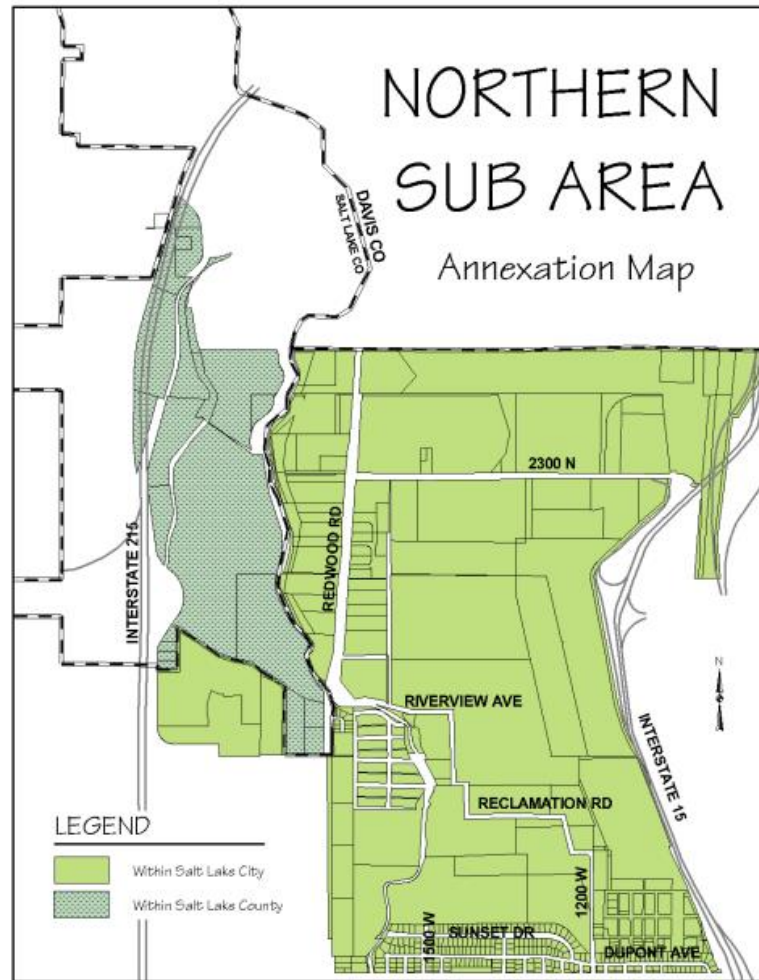 NORTHERN
SUB AREA
Annexation Map
DAVIS CO
SALT LAKE CO
2300 N
REDWOOD RD
INTERSTATE 215
N
RIVERVIEW AVE
INTERSTATE 15
RECLAMATION RD
LEGEND
Within Salt Lake City
Within Salt Lake County
1200 W
1500 W
SUNSET DR
DUPONT AVE